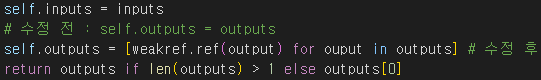 self.inputs = inputs
# 수정 전 : self.outputs = outputs
self.outputs = [weakref.ref(output) for ouput in outputs] # 수정 후
return outputs if len(outputs) > 1 else outputs[0]